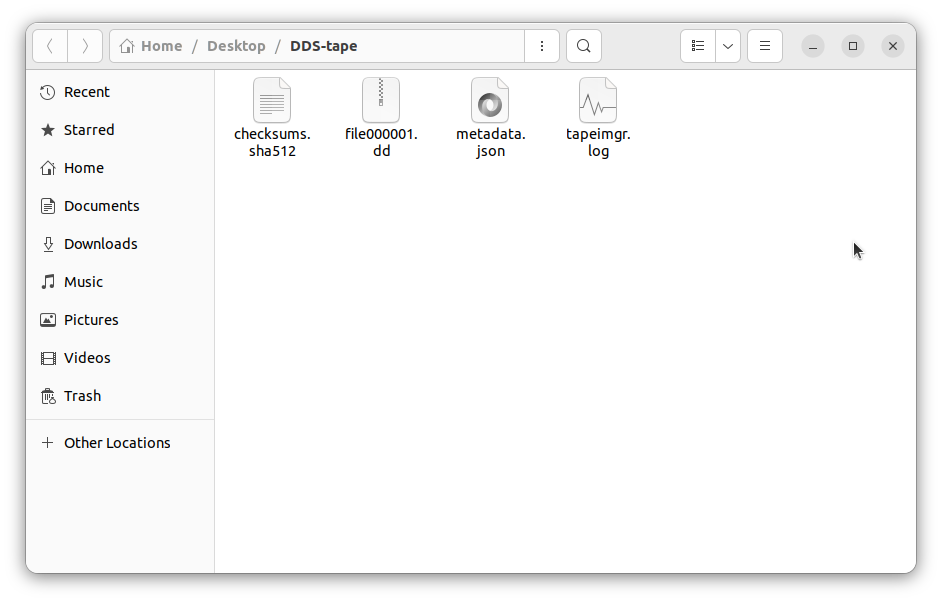 Home / Desktop / DDS-tape
Recent
Starred
Home
Documents
Downloads
Music
Pictures
Videos
Trash
Other Locations
checksums.
sha512
file000001.
dd
metadata.
json
tapeimgr.
log